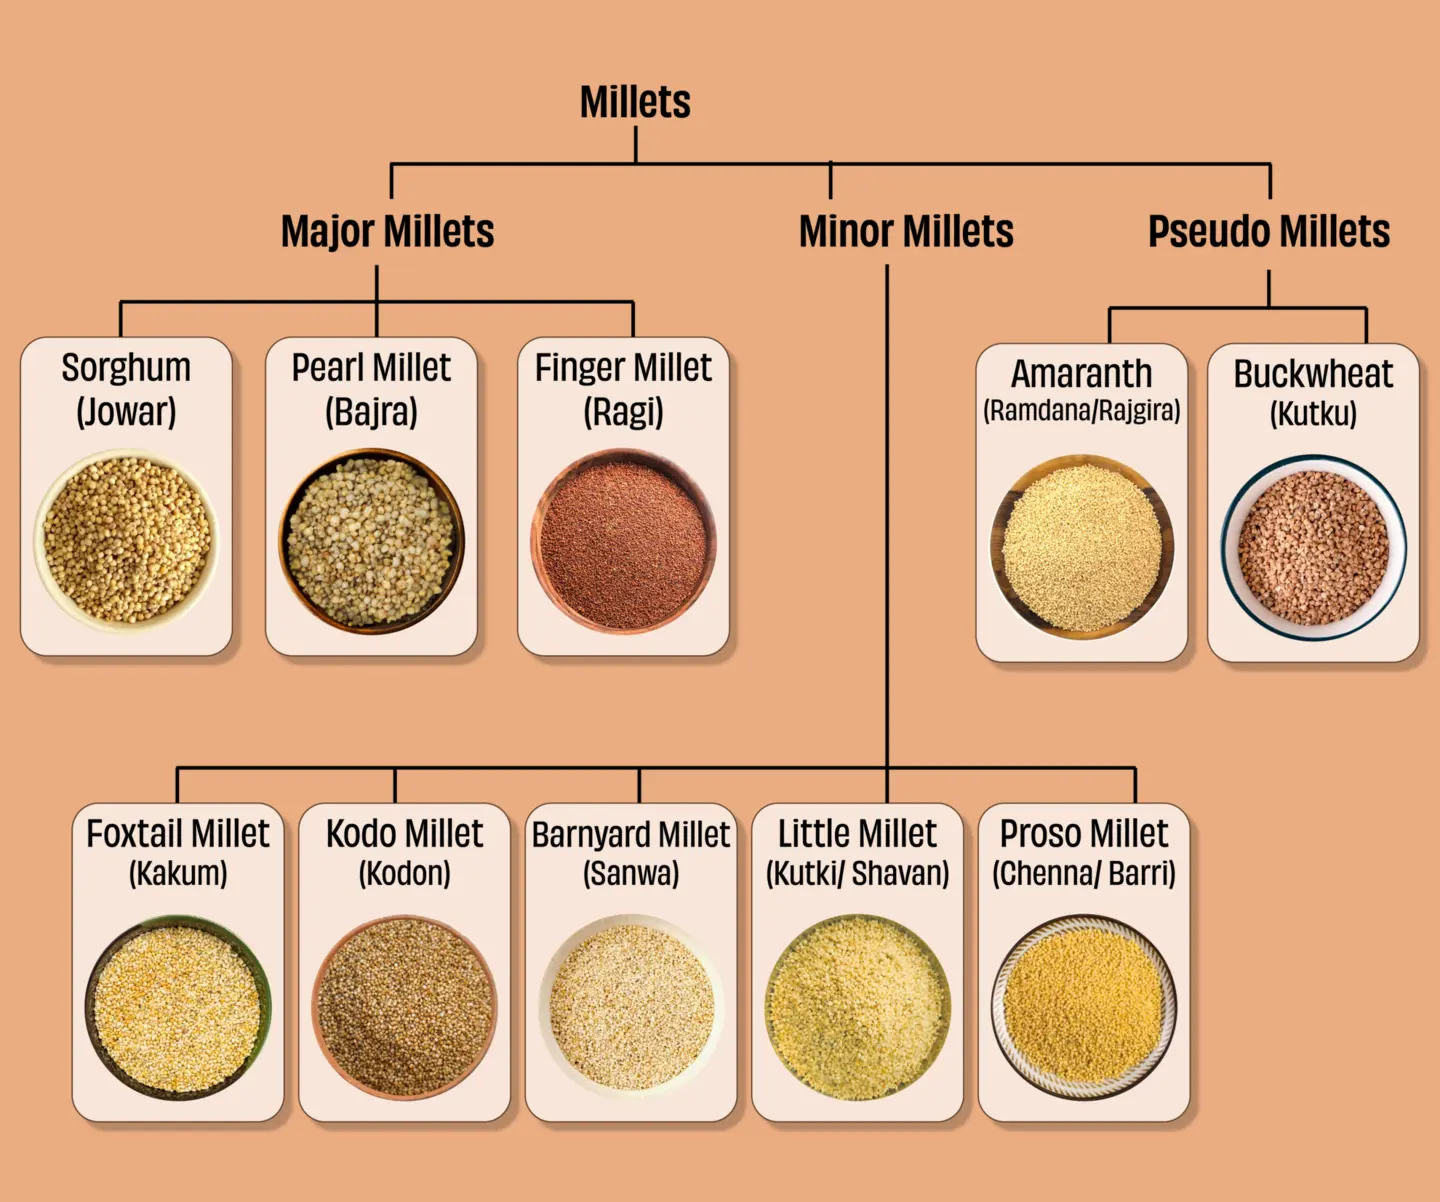 Millets
Major Millets
Minor Millets
Pseudo Millets
Sorghum
(Jowar)
Pearl Millet
(Bajra)
Finger Millet
(Ragi)
Amaranth
(Ramdana/Rajgira)
Buckwheat
(Kutku)
Foxtail Millet
(Kakum)
Kodo Millet
(Kodon)
Barnyard Millet
(Sanwa)
Little Millet
(Kutki/ Shavan)
Proso Millet
(Chenna/ Barri)